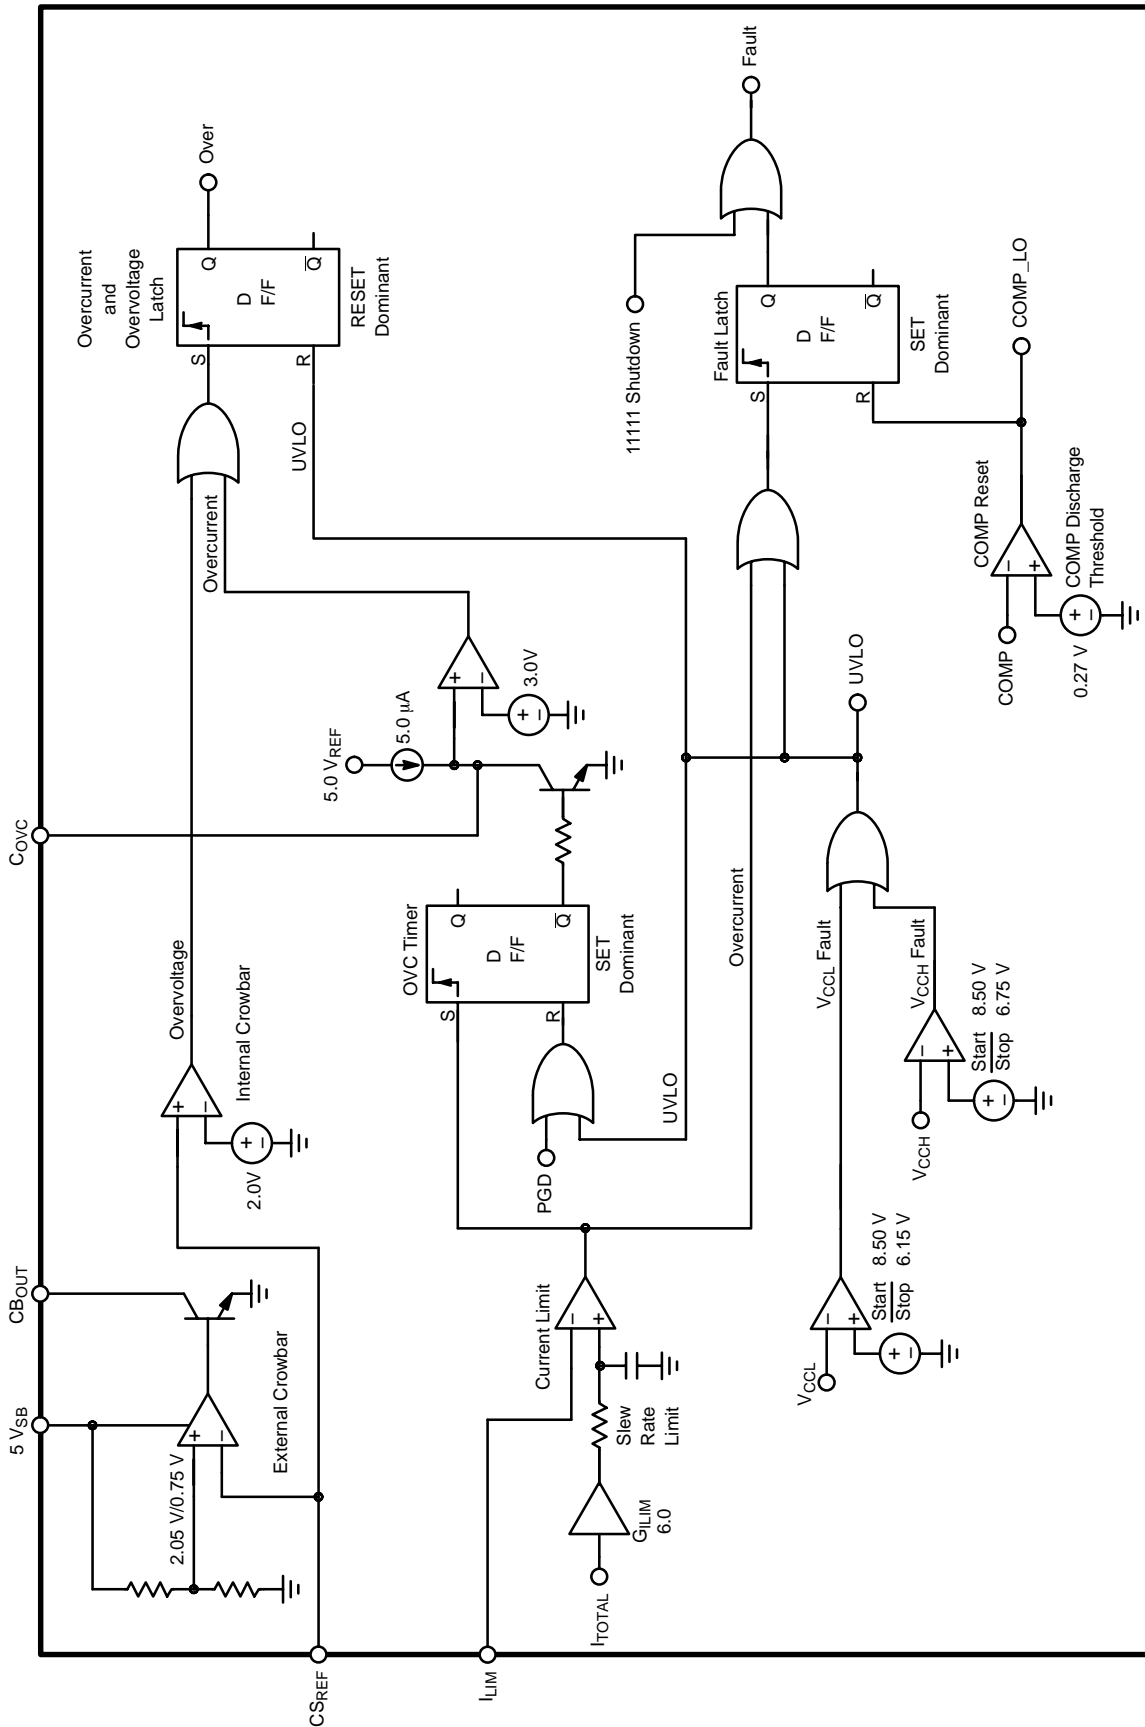 5 VSB
CBOUT
COVC
2.05 V/0.75 V
+
−
External Crowbar
CSREF
2.0V
+
−
+
−
Internal Crowbar
Overvoltage
Overcurrent
Overcurrent
and
Overvoltage
Latch
S
R
D
F/F
Q
Q
RESET
Dominant
UVLO
Over
5.0 VREF
5.0 µA
+
−
+
−
3.0V
OVC Timer
S
R
D
F/F
Q
Q
SET
Dominant
PGD
UVLO
ILIM
Current Limit
−
+
Slew
Rate
Limit
GILIM
6.0
ITOTAL
Overcurrent
11111 Shutdown
Fault Latch
S
R
D
F/F
Q
Q
SET
Dominant
Fault
VCCL
−
+
+
−
Start 8.50 V
Stop 6.15 V
VCCL Fault
VCCH
−
+
+
−
Start 8.50 V
Stop 6.75 V
VCCH Fault
UVLO
COMP
COMP Reset
−
+
+
−
0.27 V
COMP Discharge
Threshold
COMP_LO